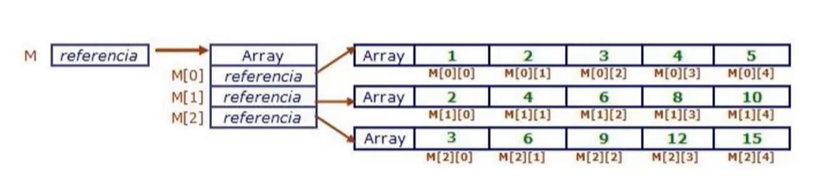 M referencia Array Array 1 2 3 4 5
M[0] referencia M[0][0] M[0][1] M[0][2] M[0][3] M[0][4]
M[1] referencia Array 2 4 6 8 10
M[1][0] M[1][1] M[1][2] M[1][3] M[1][4]
M[2] referencia
Array 3 6 9 12 15
M[2][0] M[2][1] M[2][2] M[2][3] M[2][4]